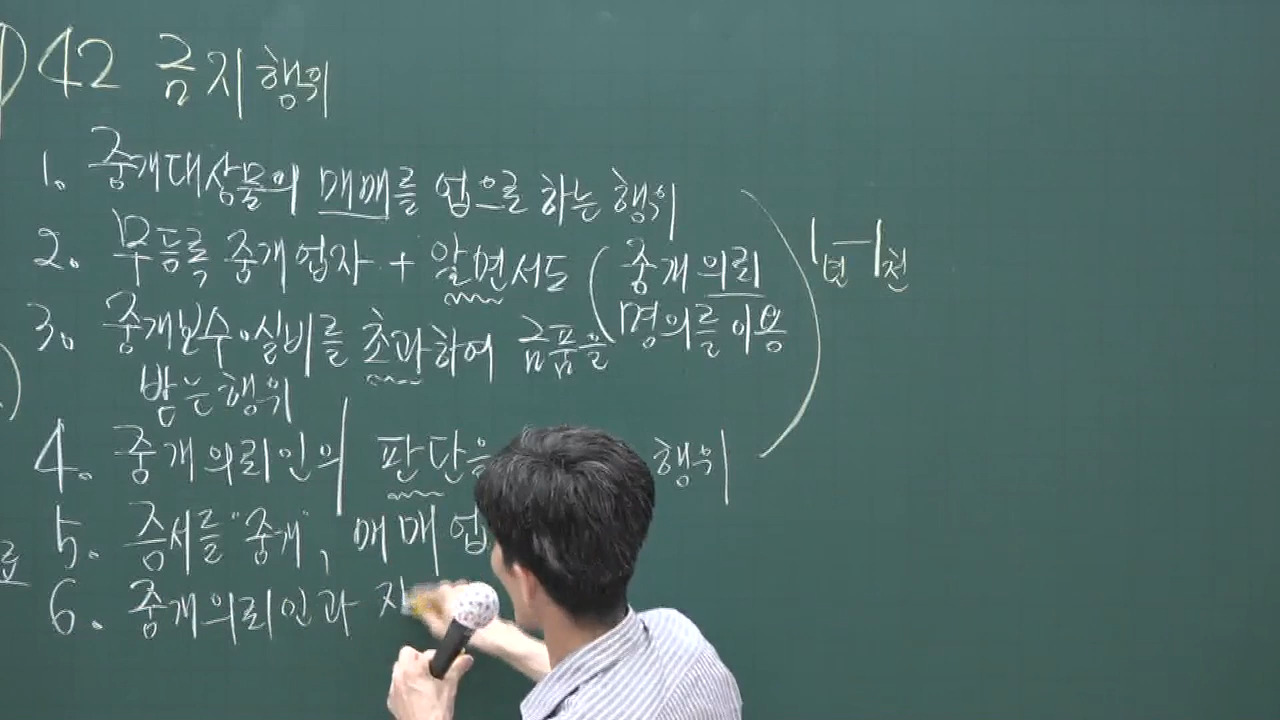 P42 금지행위
1. 중개대상물의 매매를 업으로 하는 행위
2. 무등록 중개업자 + 알면서도 (중개의뢰
명의를 이용
1년-1천
3. 중개보수·실비를 초과하여 금품을
받는행위
4. 중개의뢰인의 판단을 행위
5. 증서를 "중개", 매매업
6. 중개의뢰인과
료